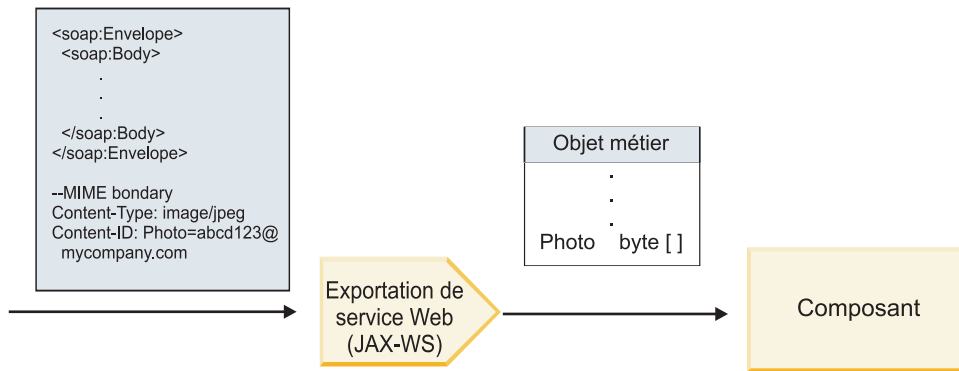 <soap:Envelope>
<soap:Body>
.
.
.
</soap:Body>
</soap:Envelope>
--MIME bondary
Content-Type: image/jpeg
Content-ID: Photo=abcd123@
mycompany.com
Objet métier
.
.
.
Photo byte [ ]
Exportation de
service Web
(JAX-WS)
Composant